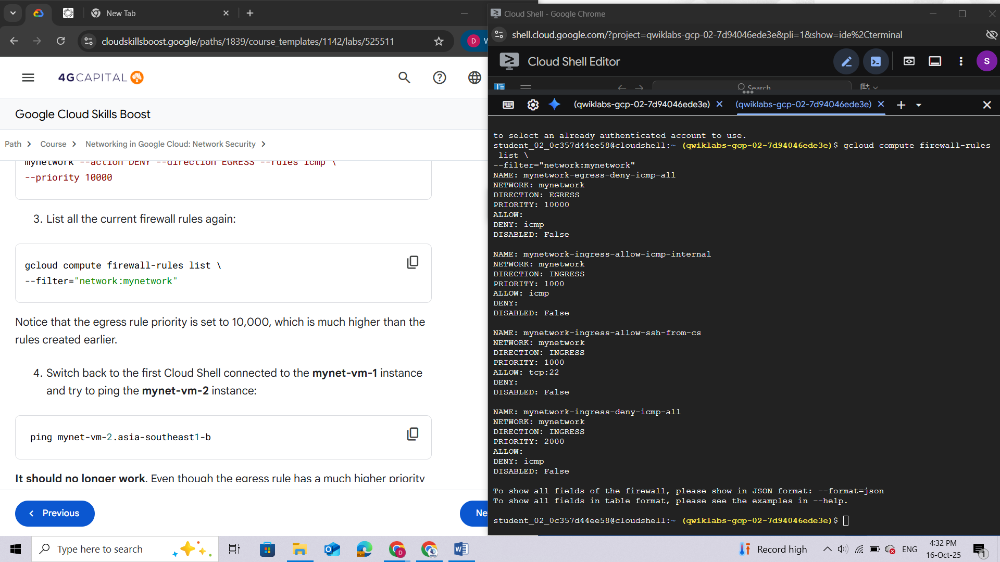 New Tab
cloudskillsboost.google/paths/1839/course_templates/1142/labs/525511
D
4GCAPITAL
Google Cloud Skills Boost
Path
Course
Networking in Google Cloud: Network Security
mynetwork --action DENY --direction EGRESS --rules icmp \
--priority 10000
3. List all the current firewall rules again:
gcloud compute firewall-rules list \
--filter="network:mynetwork"
Notice that the egress rule priority is set to 10,000, which is much higher than the
rules created earlier.
4. Switch back to the first Cloud Shell connected to the mynet-vm-1 instance
and try to ping the mynet-vm-2 instance:
ping mynet-vm-2.asia-southeast1-b
It should no longer work. Even though the egress rule has a much higher priority
Previous
Ne
Cloud Shell - Google Chrome
shell.cloud.google.com/?project=qwiklabs-gcp-02-7d94046ede3e&pli=1&show=ide%2Cterminal
Cloud Shell Editor
S
Search
(qwiklabs-gcp-02-7d94046ede3e)
(qwiklabs-gcp-02-7d94046ede3e)
to select an already authenticated account to use.
student_02_0c357d44ee58@cloudshell:~ (qwiklabs-gcp-02-7d94046ede3e)$ gcloud compute firewall-rules
list \
--filter="network:mynetwork"
NAME: mynetwork-egress-deny-icmp-all
NETWORK: mynetwork
DIRECTION: EGRESS
PRIORITY: 10000
ALLOW:
DENY: icmp
DISABLED: False
NAME: mynetwork-ingress-allow-icmp-internal
NETWORK: mynetwork
DIRECTION: INGRESS
PRIORITY: 1000
ALLOW: icmp
DENY:
DISABLED: False
NAME: mynetwork-ingress-allow-ssh-from-cs
NETWORK: mynetwork
DIRECTION: INGRESS
PRIORITY: 1000
ALLOW: tcp:22
DENY:
DISABLED: False
NAME: mynetwork-ingress-deny-icmp-all
NETWORK: mynetwork
DIRECTION: INGRESS
PRIORITY: 2000
ALLOW:
DENY: icmp
DISABLED: False
To show all fields of the firewall, please show in JSON format: --format=json
To show all fields in table format, please see the examples in --help.
student_02_0c357d44ee58@cloudshell:~ (qwiklabs-gcp-02-7d94046ede3e)$
Type here to search
Record high
ENG
4:32 PM
16-Oct-25
1